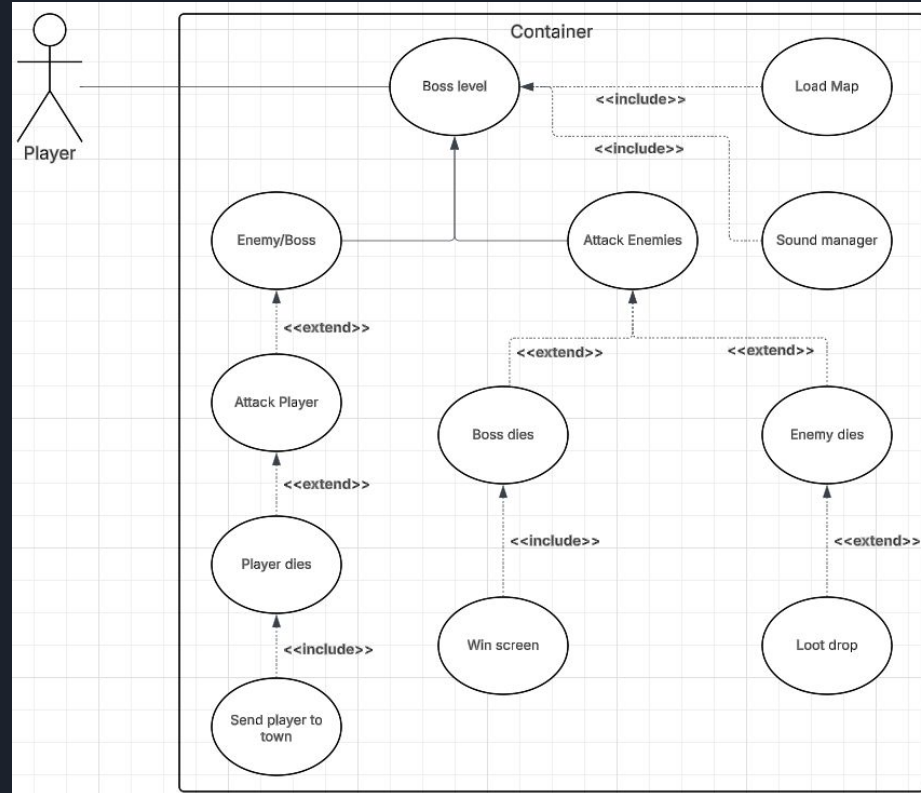 Container
Boss level
Load Map
<<include>>
<<include>>
Player
Enemy/Boss
Attack Enemies
Sound manager
<<extend>>
<<extend>>
<<extend>>
Attack Player
Boss dies
Enemy dies
<<extend>>
<<include>>
<<extend>>
Player dies
Win screen
Loot drop
<<include>>
Send player to
town